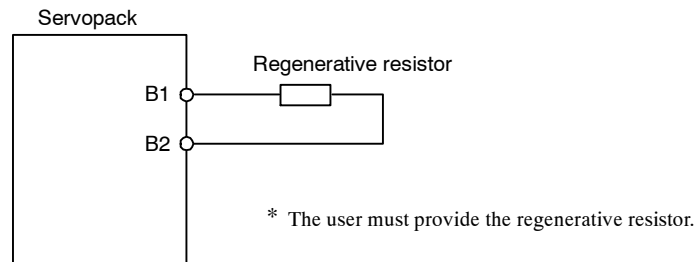 Servopack
Regenerative resistor
B1
B2
* The user must provide the regenerative resistor.